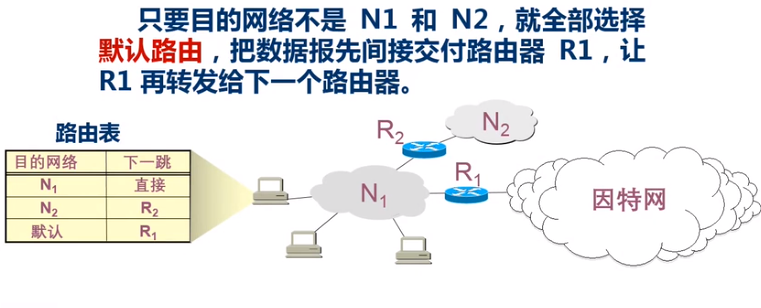 只要目的网络不是 N1 和 N2，就全部选择
默认路由，把数据报先间接交付路由器 R1，让
R1 再转发给下一个路由器。
路由表
目的网络 下一跳
N1 直接
N2 R2
默认 R1
R2
N2
N1
R1
因特网